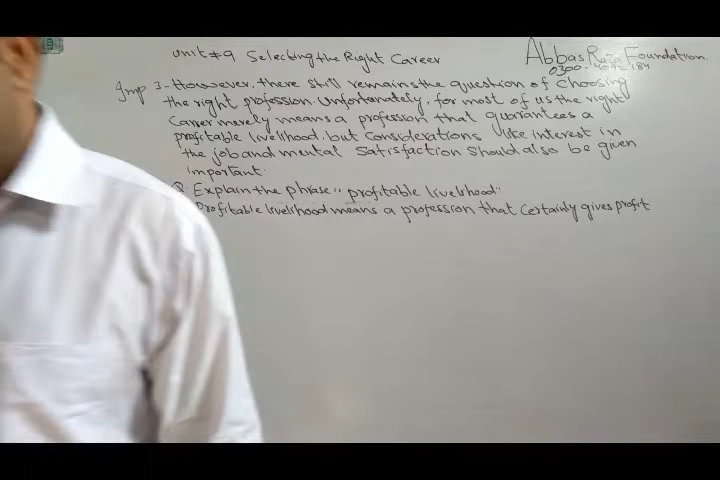 Unit #9 Selecting the Right Career
Abbas Raza Foundation.
Imp 3- However, there still remains the question of choosing
the right profession. Unfortunately, for most of us the right
career merely means a profession that guarantees a
profitable livelihood, but considerations like interest in
the job and mental satisfaction should also be given
important.
Q: Explain the phrase "profitable livelihood".
Profitable livelihood means a profession that certainly gives profit